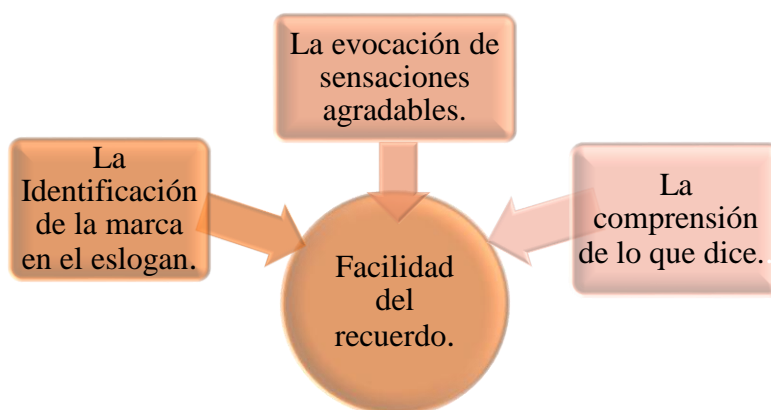 La evocación de
sensaciones
agradables.
La
Identificación
de la marca
en el eslogan.
La
comprensión
de lo que dice.
Facilidad
del
recuerdo.